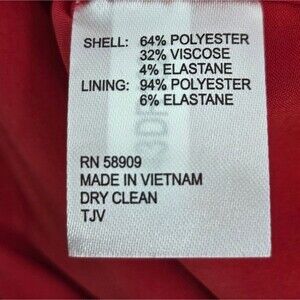 SHELL: 64% POLYESTER
32% VISCOSE
4% ELASTANE
LINING: 94% POLYESTER
6% ELASTANE
RN 58909
MADE IN VIETNAM
DRY CLEAN
TJV